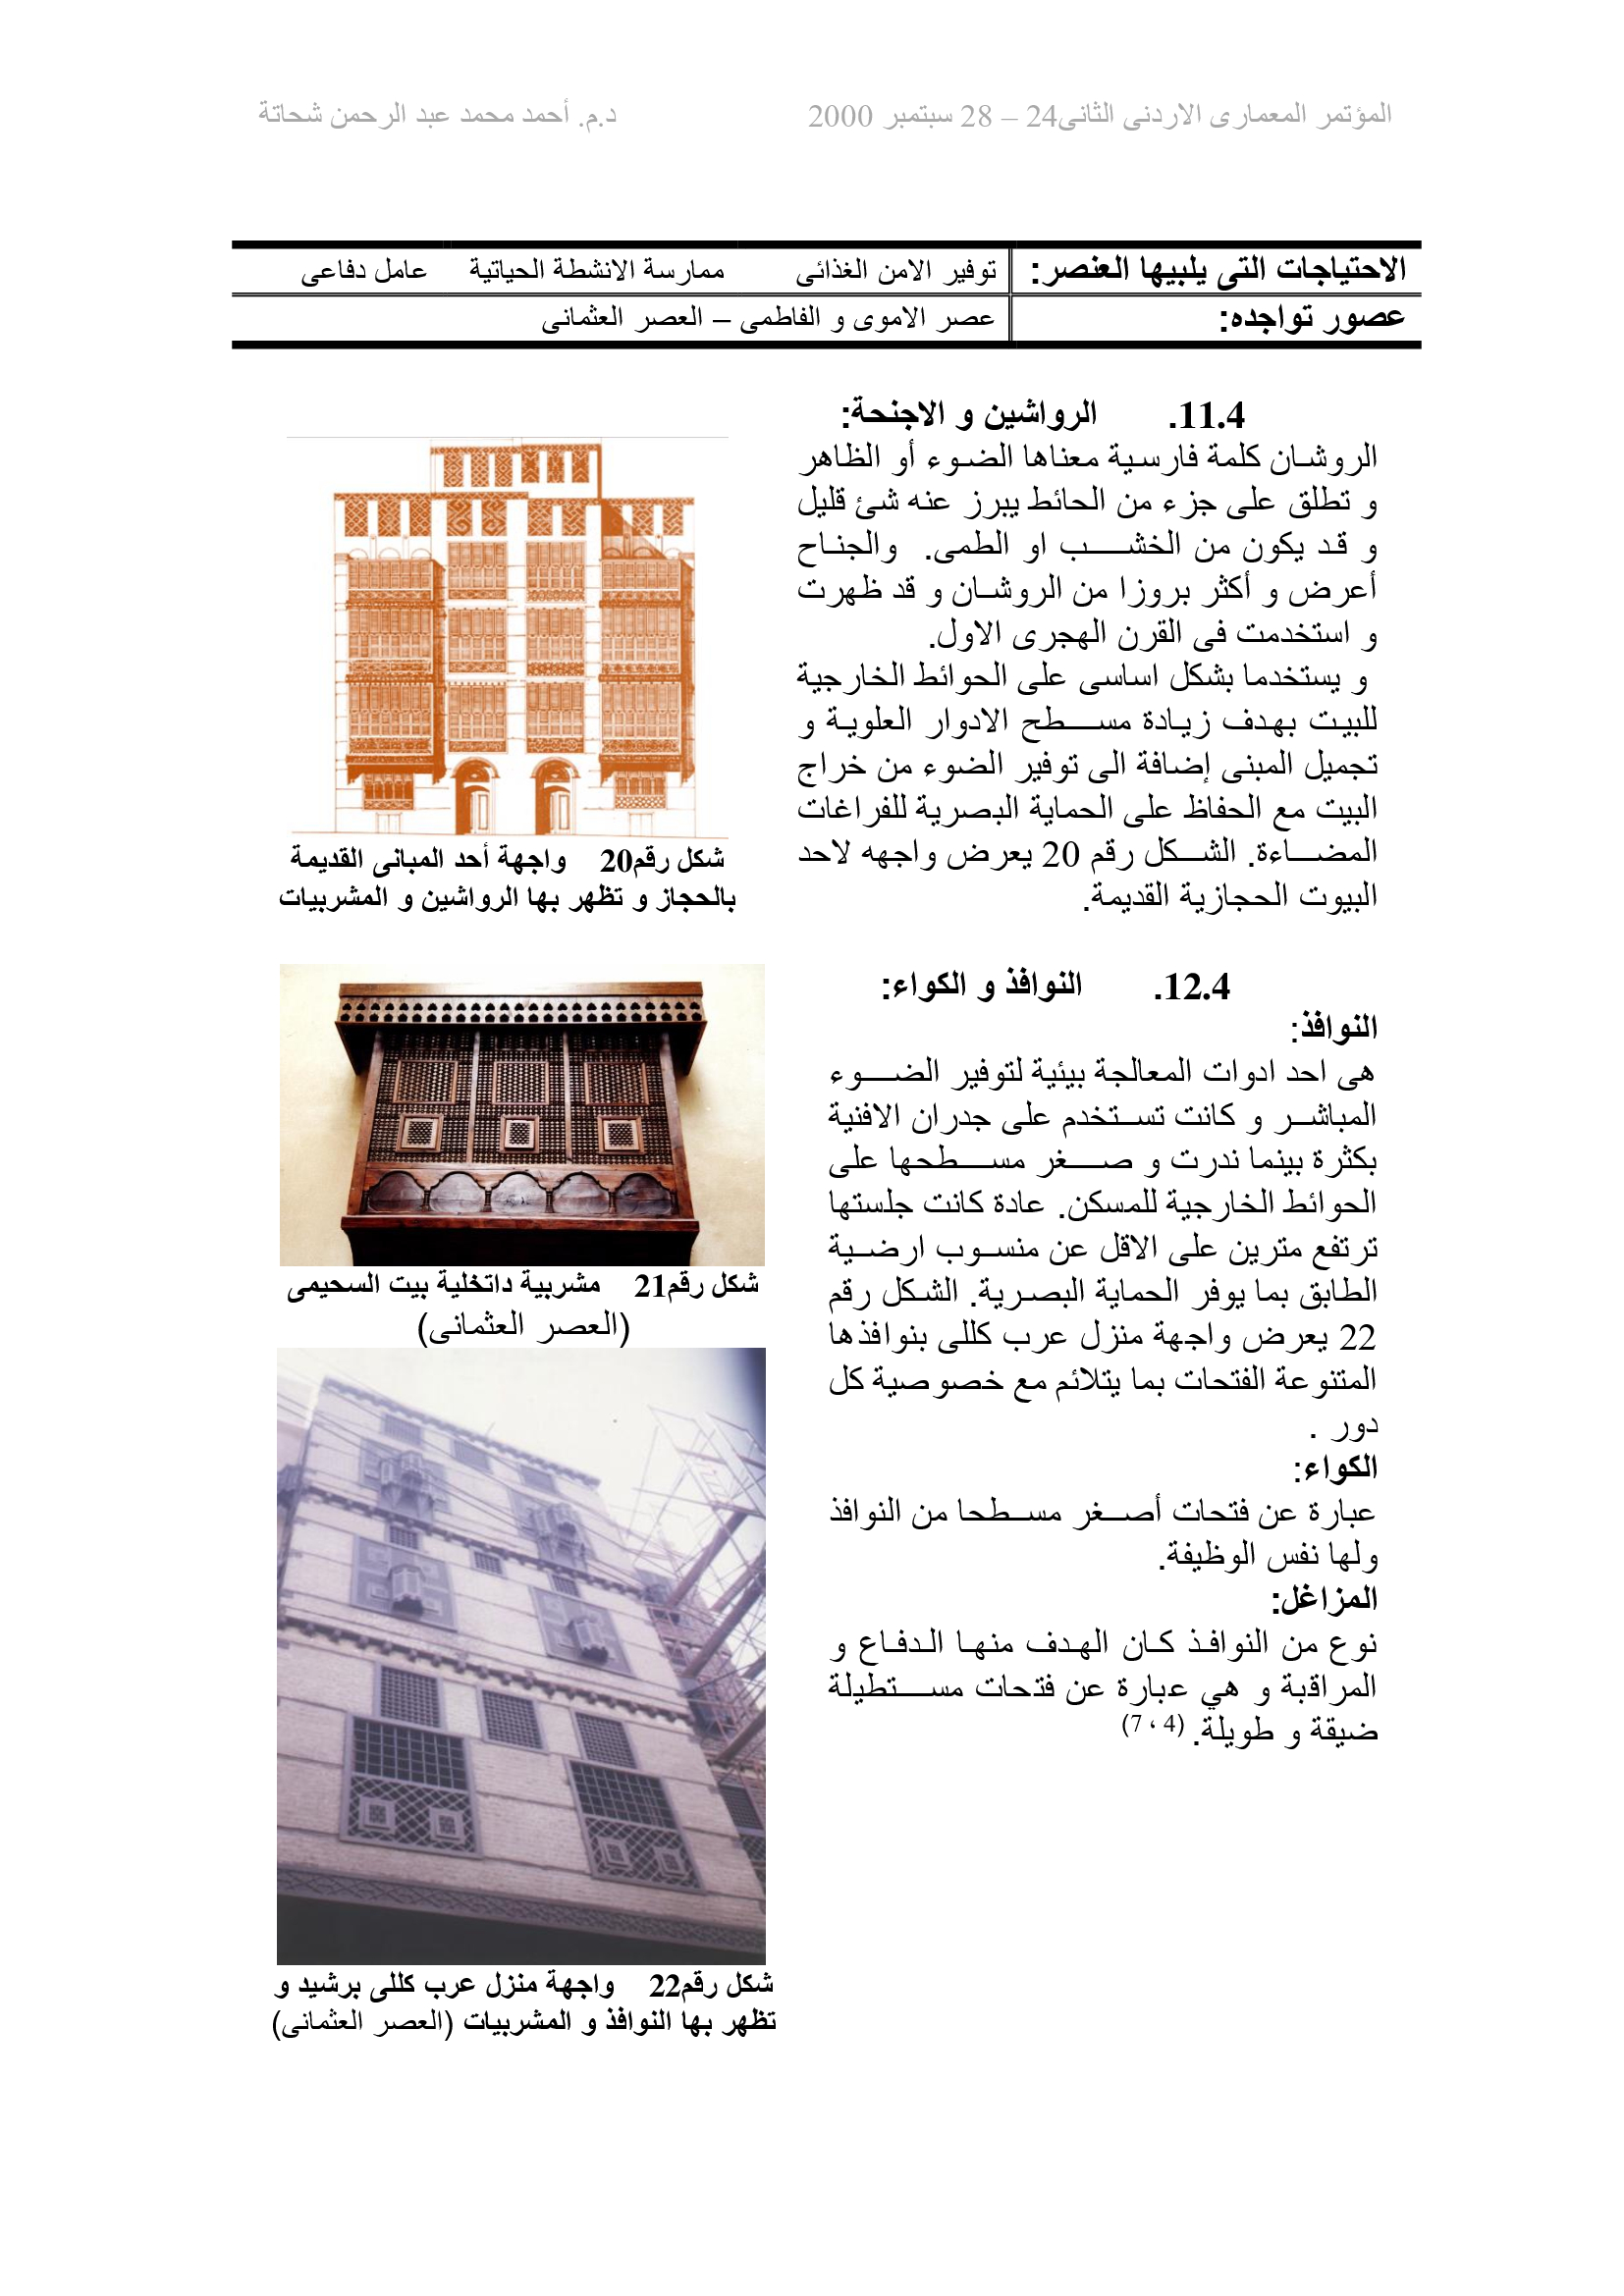 المؤتمر المعمارى الاردنى الثانى24 – 28 سبتمبر 2000 د.م. أحمد محمد عبد الرحمن شحاتة
الاحتياجات التى يلبيها العنصر: توفير الامن الغذائى ممارسة الانشطة الحياتية عامل دفاعى
عصور تواجده: عصر الاموى و الفاطمى – العصر العثمانى
11.4. الرواشين و الاجنحة:
الروشان كلمة فارسية معناها الضوء أو الظاهر
و تطلق على جزء من الحائط يبرز عنه شئ قليل
و قد يكون من الخشب او الطمى. والجناح
أعرض و أكثر بروزا من الروشان و قد ظهرت
و استخدمت فى القرن الهجرى الاول.
و يستخدما بشكل اساسى على الحوائط الخارجية
للبيت بهدف زيادة مسطح الادوار العلوية و
تجميل المبنى إضافة الى توفير الضوء من خراج
البيت مع الحفاظ على الحماية البصرية للفراغات
المضاءة. الشكل رقم 20 يعرض واجهه لاحد
البيوت الحجازية القديمة.
شكل رقم20 واجهة أحد المبانى القديمة
بالحجاز و تظهر بها الرواشين و المشربيات
12.4. النوافذ و الكواء:
النوافذ:
هى احد ادوات المعالجة بيئية لتوفير الضوء
المباشر و كانت تستخدم على جدران الافنية
بكثرة بينما ندرت و صغر مسطحها على
الحوائط الخارجية للمسكن. عادة كانت جلستها
ترتفع مترين على الاقل عن منسوب ارضية
الطابق بما يوفر الحماية البصرية. الشكل رقم
22 يعرض واجهة منزل عرب كللى بنوافذها
المتنوعة الفتحات بما يتلائم مع خصوصية كل
دور .
الكواء:
عبارة عن فتحات أصغر مسطحا من النوافذ
ولها نفس الوظيفة.
المزاغل:
نوع من النوافذ كان الهدف منها الدفاع و
المراقبة و هي عبارة عن فتحات مستطيلة
ضيقة و طويلة. (4 ، 7)
شكل رقم21 مشربية داتخلية بيت السحيمى
(العصر العثمانى)
شكل رقم22 واجهة منزل عرب كللى برشيد و
تظهر بها النوافذ و المشربيات (العصر العثمانى)